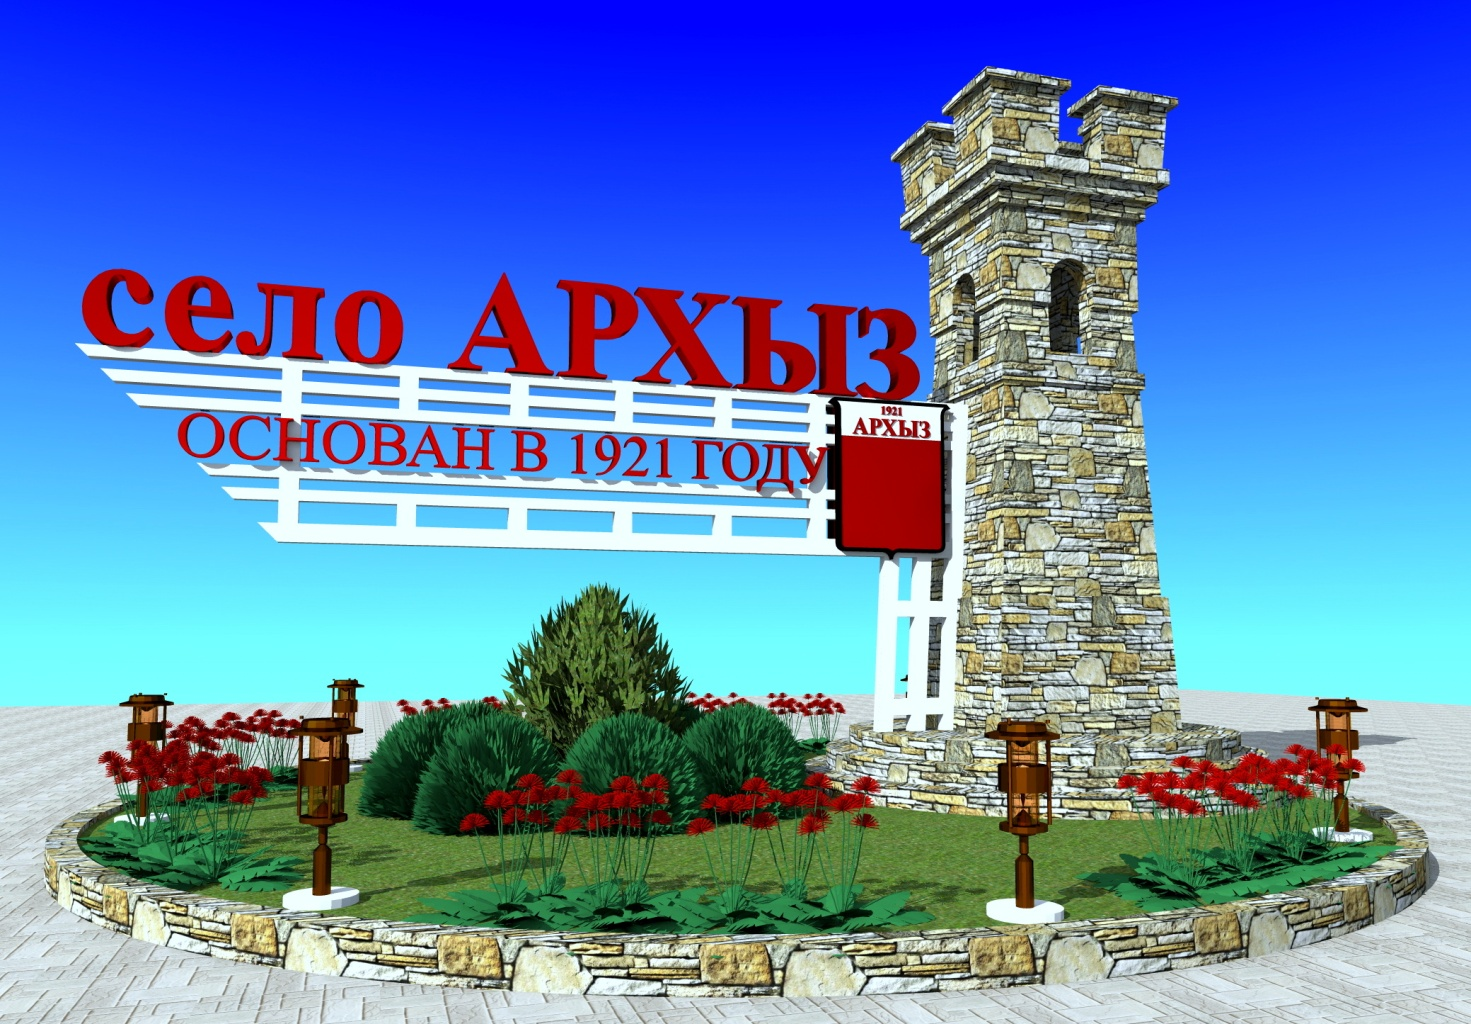 село АРХЫЗ
ОСНОВАН В 1921 ГОДУ
1921
АРХЫЗ